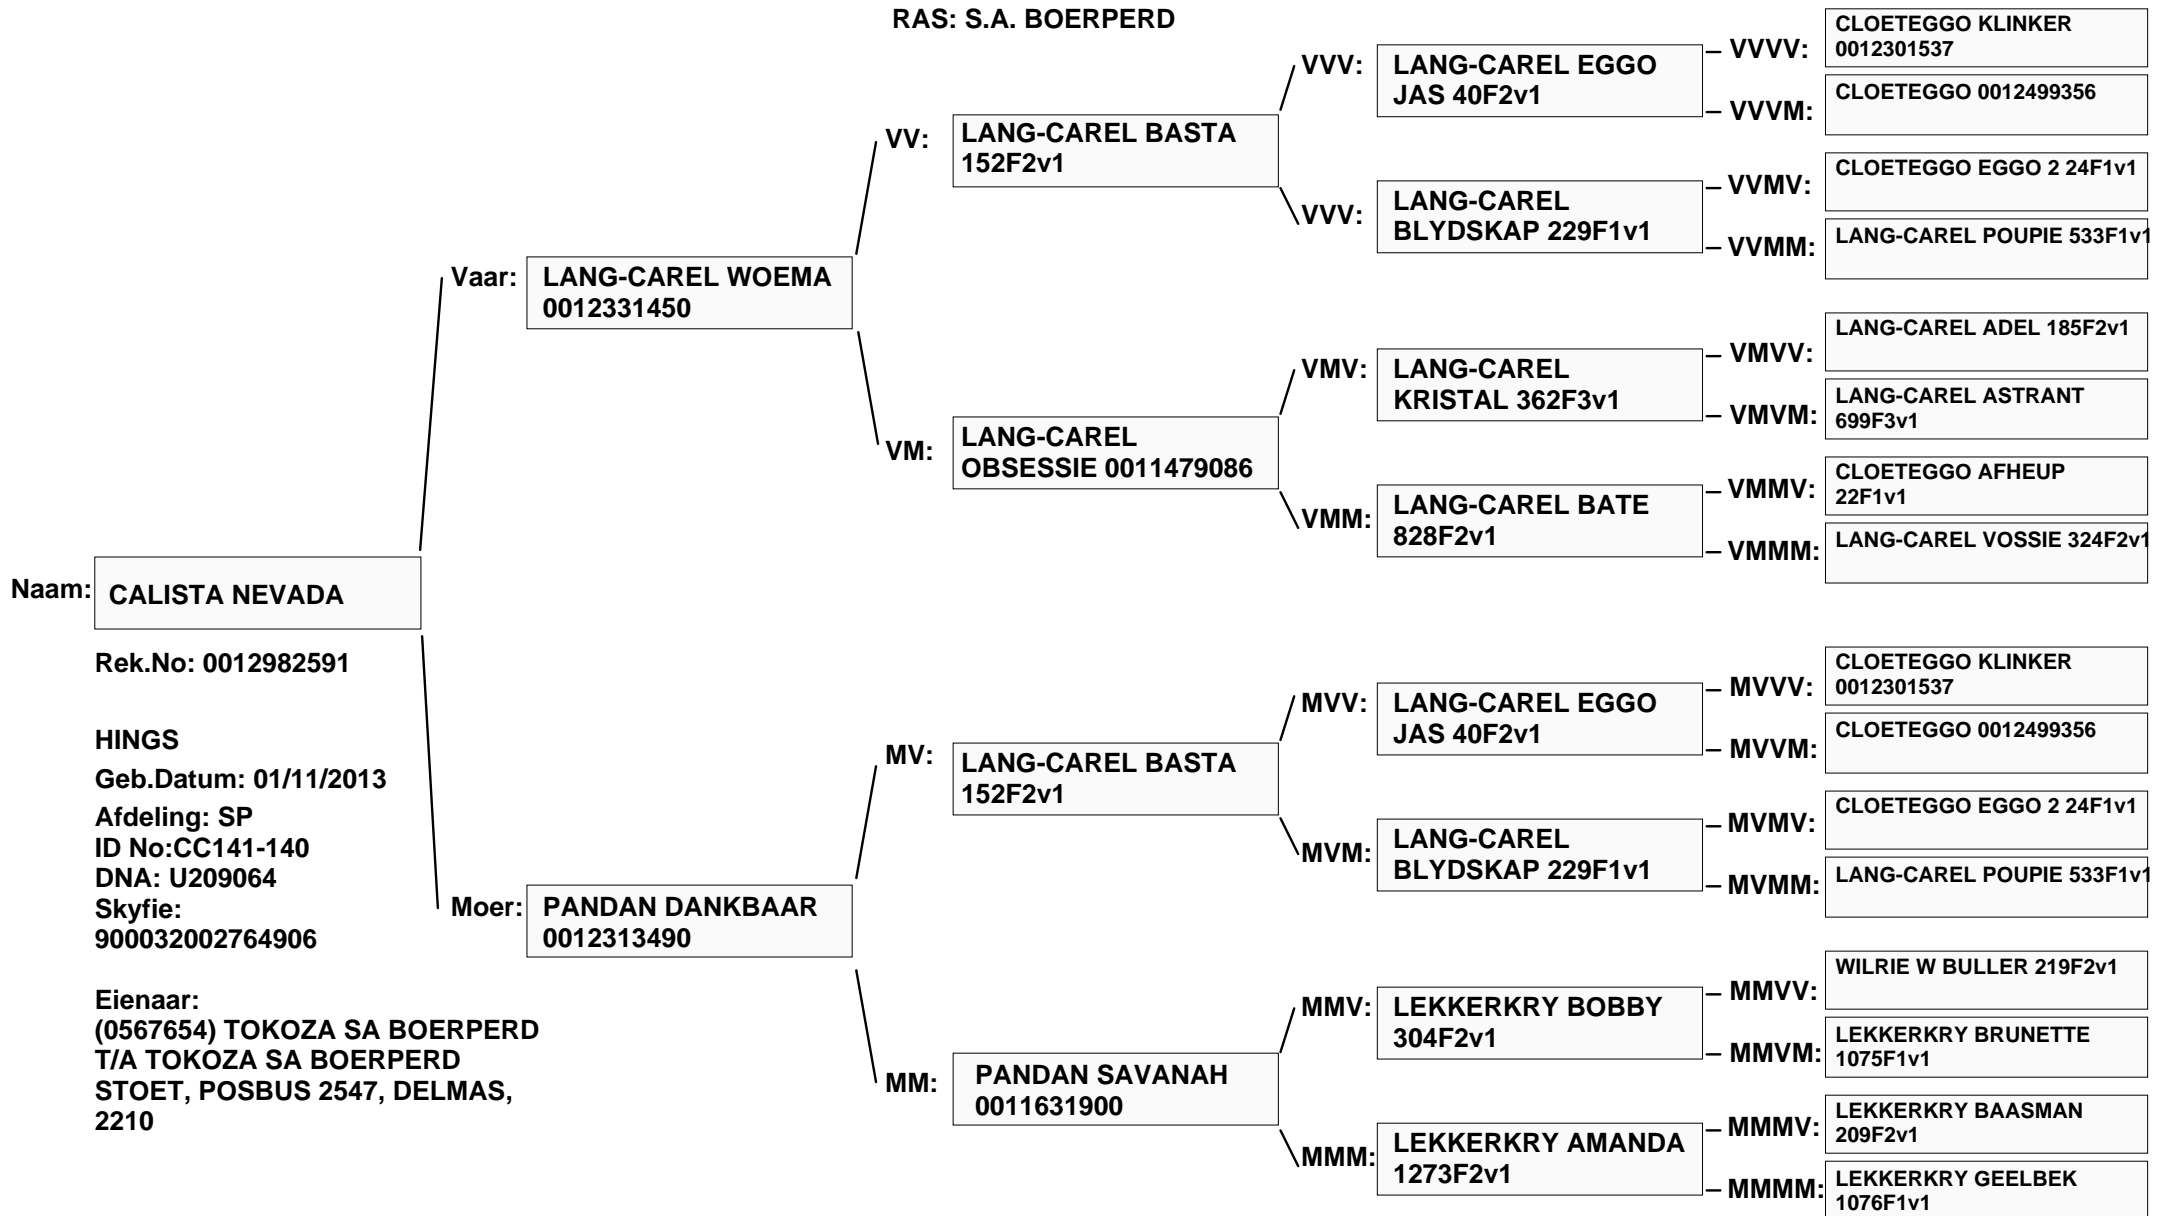 RAS: S.A. BOERPERD
Naam:
CALISTA NEVADA
Rek.No: 0012982591
HINGS
Geb.Datum: 01/11/2013
Afdeling: SP
ID No:CC141-140
DNA: U209064
Skyfie:
900032002764906
Eienaar:
(0567654) TOKOZA SA BOERPERD
T/A TOKOZA SA BOERPERD
STOET, POSBUS 2547, DELMAS,
2210
Vaar:
LANG-CAREL WOEMA
0012331450
Moer:
PANDAN DANKBAAR
0012313490
VV:
LANG-CAREL BASTA
152F2v1
VM:
LANG-CAREL
OBSESSIE 0011479086
MV:
LANG-CAREL BASTA
152F2v1
MM:
PANDAN SAVANAH
0011631900
VVV:
LANG-CAREL EGGO
JAS 40F2v1
VVV:
LANG-CAREL
BLYDSKAP 229F1v1
VMV:
LANG-CAREL
KRISTAL 362F3v1
VMM:
LANG-CAREL BATE
828F2v1
MVV:
LANG-CAREL EGGO
JAS 40F2v1
MVM:
LANG-CAREL
BLYDSKAP 229F1v1
MMV:
LEKKERKRY BOBBY
304F2v1
MMM:
LEKKERKRY AMANDA
1273F2v1
VVVV:
CLOETEGGO KLINKER
0012301537
VVVM:
CLOETEGGO 0012499356
VVMV:
CLOETEGGO EGGO 2 24F1v1
VVMM:
LANG-CAREL POUPIE 533F1v1
VMVV:
LANG-CAREL ADEL 185F2v1
VMVM:
LANG-CAREL ASTRANT
699F3v1
VMMV:
CLOETEGGO AFHEUP
22F1v1
VMMM:
LANG-CAREL VOSSIE 324F2v1
MVVV:
CLOETEGGO KLINKER
0012301537
MVVM:
CLOETEGGO 0012499356
MVMV:
CLOETEGGO EGGO 2 24F1v1
MVMM:
LANG-CAREL POUPIE 533F1v1
MMVV:
WILRIE W BULLER 219F2v1
MMVM:
LEKKERKRY BRUNETTE
1075F1v1
MMMV:
LEKKERKRY BAASMAN
209F2v1
MMMM:
LEKKERKRY GEELBEK
1076F1v1